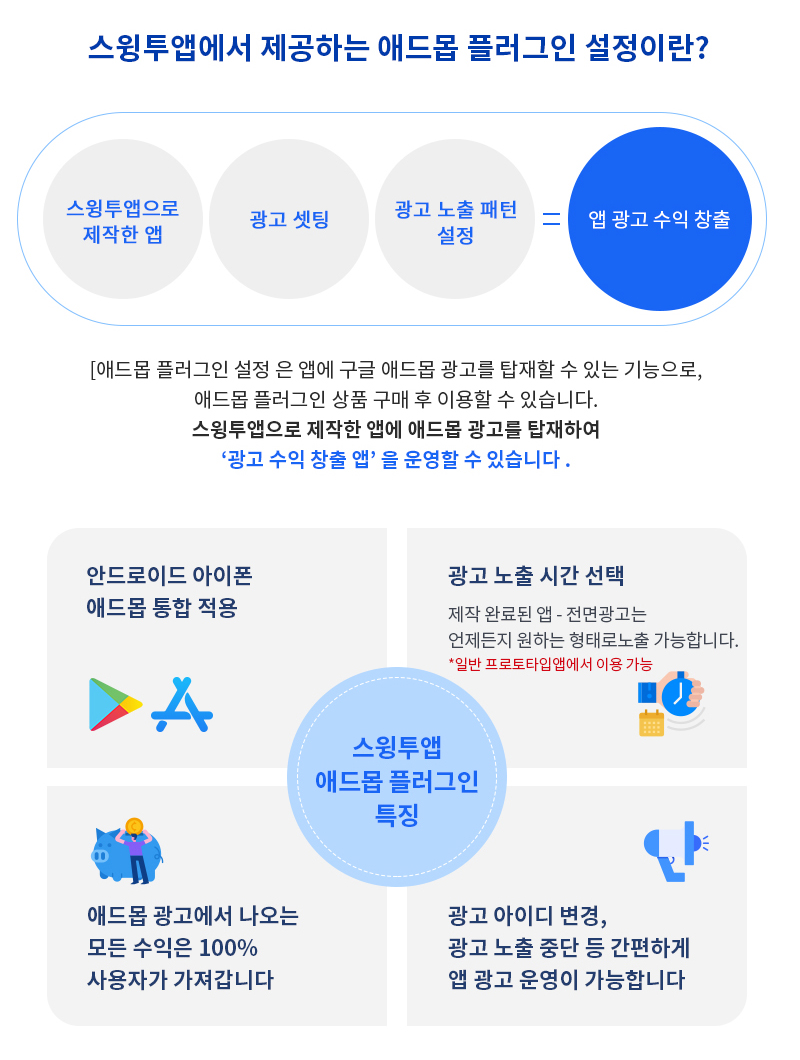 스윙투앱에서 제공하는 애드몹 플러그인 설정이란?
스윙투앱으로
제작한 앱
광고 셋팅
광고 노출 패턴
설정
=
앱 광고 수익 창출
[애드몹 플러그인 설정 은 앱에 구글 애드몹 광고를 탑재할 수 있는 기능으로,
애드몹 플러그인 상품 구매 후 이용할 수 있습니다.
스윙투앱으로 제작한 앱에 애드몹 광고를 탑재하여
‘광고 수익 창출 앱’ 을 운영할 수 있습니다 .
안드로이드 아이폰
애드몹 통합 적용
광고 노출 시간 선택
제작 완료된 앱 - 전면광고는
언제든지 원하는 형태로노출 가능합니다.
*일반 프로토타입앱에서 이용 가능
스윙투앱
애드몹 플러그인
특징
애드몹 광고에서 나오는
모든 수익은 100%
사용자가 가져갑니다
광고 아이디 변경,
광고 노출 중단 등 간편하게
앱 광고 운영이 가능합니다